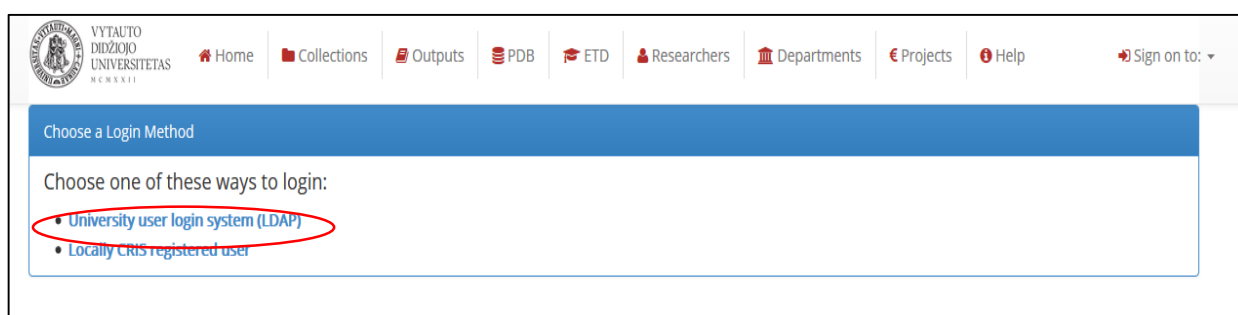 VYTAUTO
DIDŽIOJO
UNIVERSITETAS
MCMXXII
Home Collections Outputs PDB ETD Researchers Departments € Projects Help Sign on to:
Choose a Login Method
Choose one of these ways to login:
• University user login system (LDAP)
• Locally CRIS registered user